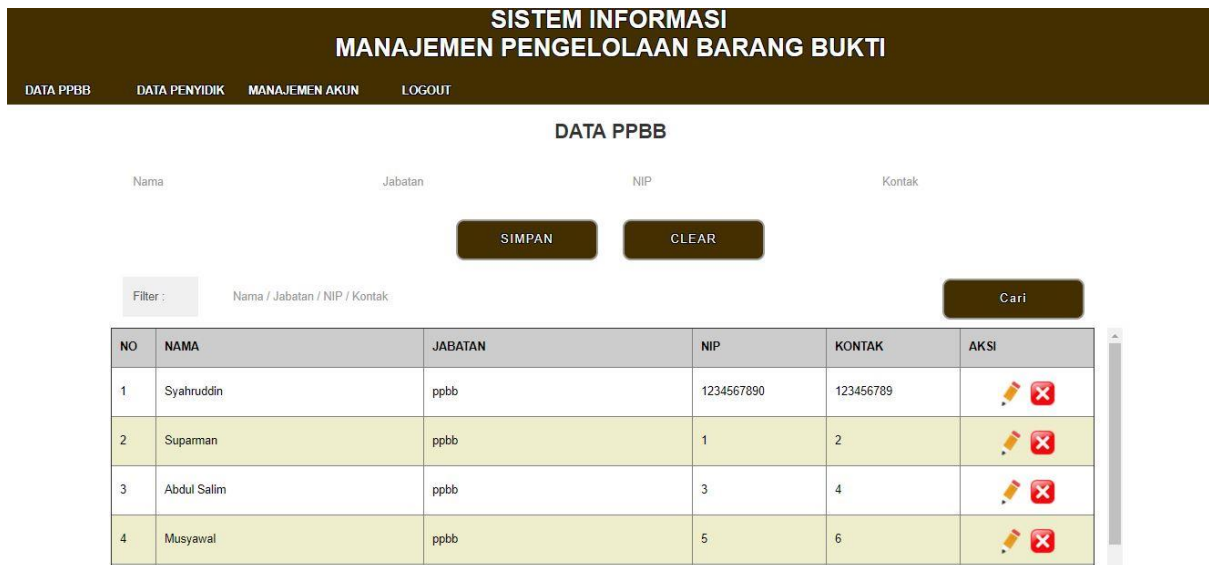 SISTEM INFORMASI
MANAJEMEN PENGELOLAAN BARANG BUKTI
DATA PPBB DATA PENYIDIK MANAJEMEN AKUN LOGOUT
DATA PPBB
Nama Jabatan NIP Kontak
SIMPAN CLEAR
Filter : Nama / Jabatan / NIP / Kontak Cari
NO NAMA JABATAN NIP KONTAK AKSI
1 Syahruddin ppbb 1234567890 123456789
2 Suparman ppbb 1 2
3 Abdul Salim ppbb 3 4
4 Musyawal ppbb 5 6